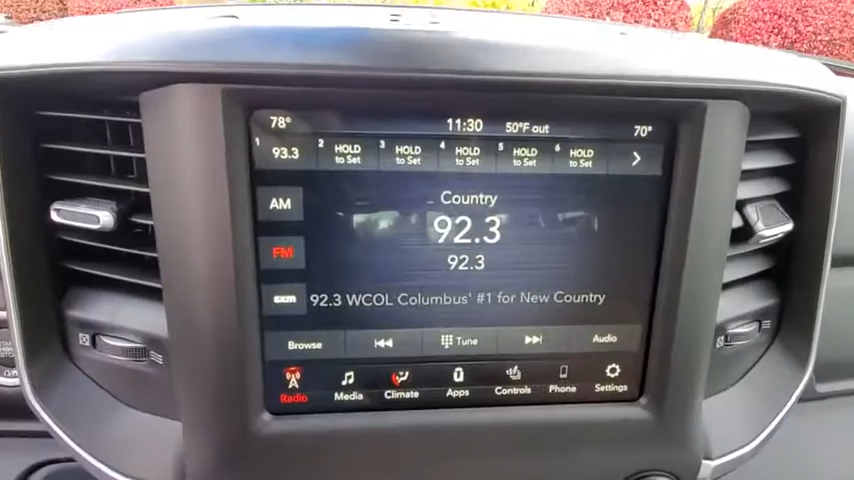 78° 11:30 50°F out 70°
1 93.3 2 HOLD to Set 3 HOLD to Set 4 HOLD to Set 5 HOLD to Set 6 HOLD to Set
Country
AM
92.3
FM
92.3
sxm 92.3 WCOL Columbus' #1 for New Country
Browse Tune Audio
Radio Media Climate Apps Controls Phone Settings